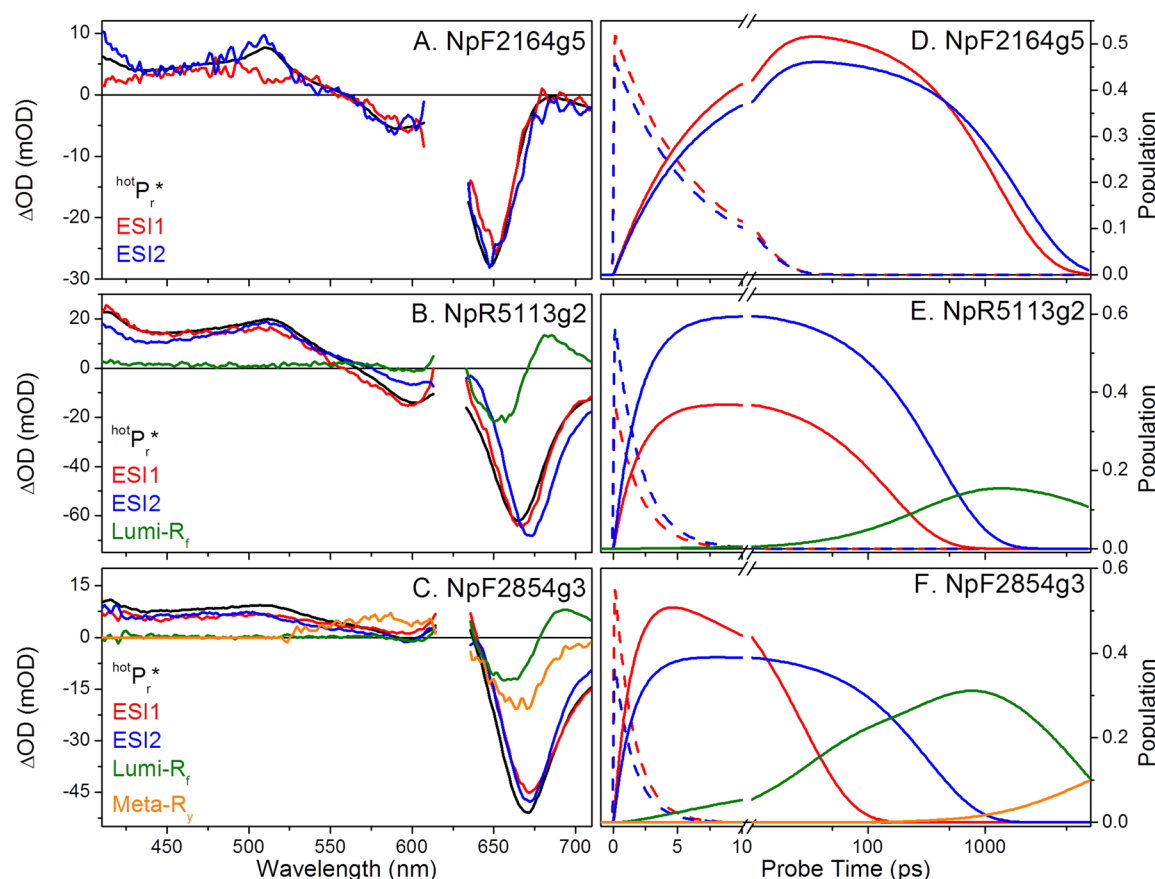 A. NpF2164g5
10
0
-10
-20
-30
ΔOD (mOD)
hotPr*
ESI1
ESI2
D. NpF2164g5
0.5
0.4
0.3
0.2
0.1
0.0
Population
B. NpR5113g2
20
0
-20
-40
-60
ΔOD (mOD)
hotPr*
ESI1
ESI2
Lumi-Rf
E. NpR5113g2
0.6
0.4
0.2
0.0
Population
C. NpF2854g3
15
0
-15
-30
-45
ΔOD (mOD)
hotPr*
ESI1
ESI2
Lumi-Rf
Meta-Ry
450 500 550 600 650 700
Wavelength (nm)
F. NpF2854g3
0.6
0.4
0.2
0.0
Population
0 5 10 100 1000
Probe Time (ps)